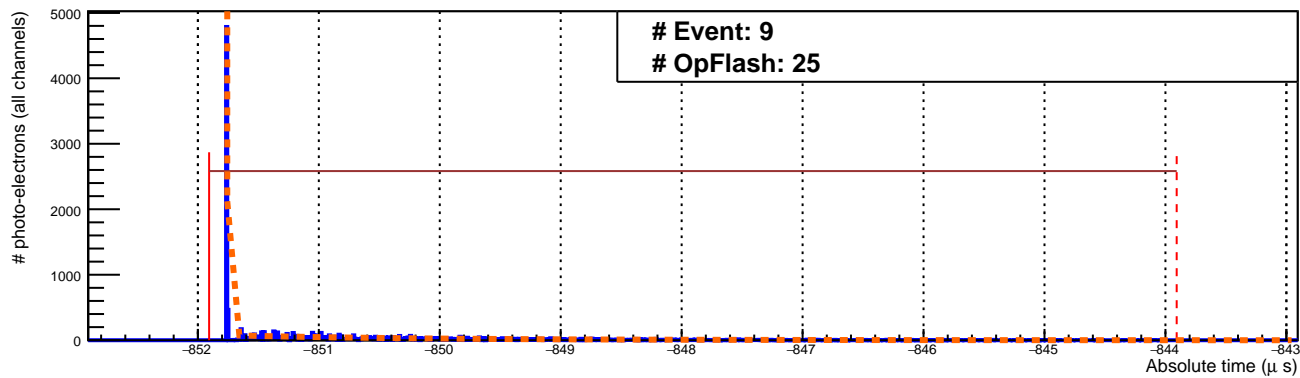 # Event: 9
# OpFlash: 25
# photo-electrons (all channels)
5000
4000
3000
2000
1000
0
−852 −851 −850 −849 −848 −847 −846 −845 −844 −843
Absolute time (μ s)